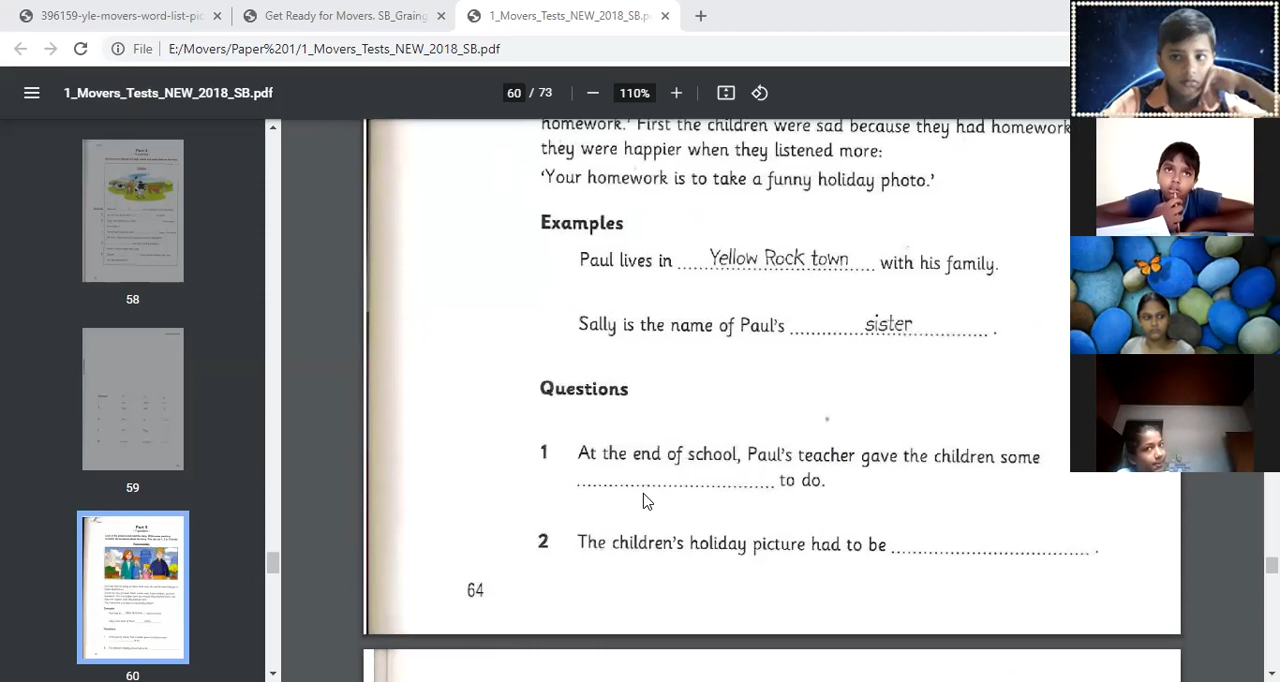 396159-yle-movers-word-list-pic
Get Ready for Movers. SB_Graing
1_Movers_Tests_NEW_2018_SB.pdf
File E:/Movers/Paper%201/1_Movers_Tests_NEW_2018_SB.pdf
1_Movers_Tests_NEW_2018_SB.pdf
60 / 73
110%
58
59
60
homework.' First the children were sad because they had homework
they were happier when they listened more:
'Your homework is to take a funny holiday photo.'
Examples
Paul lives in Yellow Rock town with his family.
Sally is the name of Paul's sister .
Questions
1 At the end of school, Paul's teacher gave the children some
to do.
2 The children's holiday picture had to be .
64